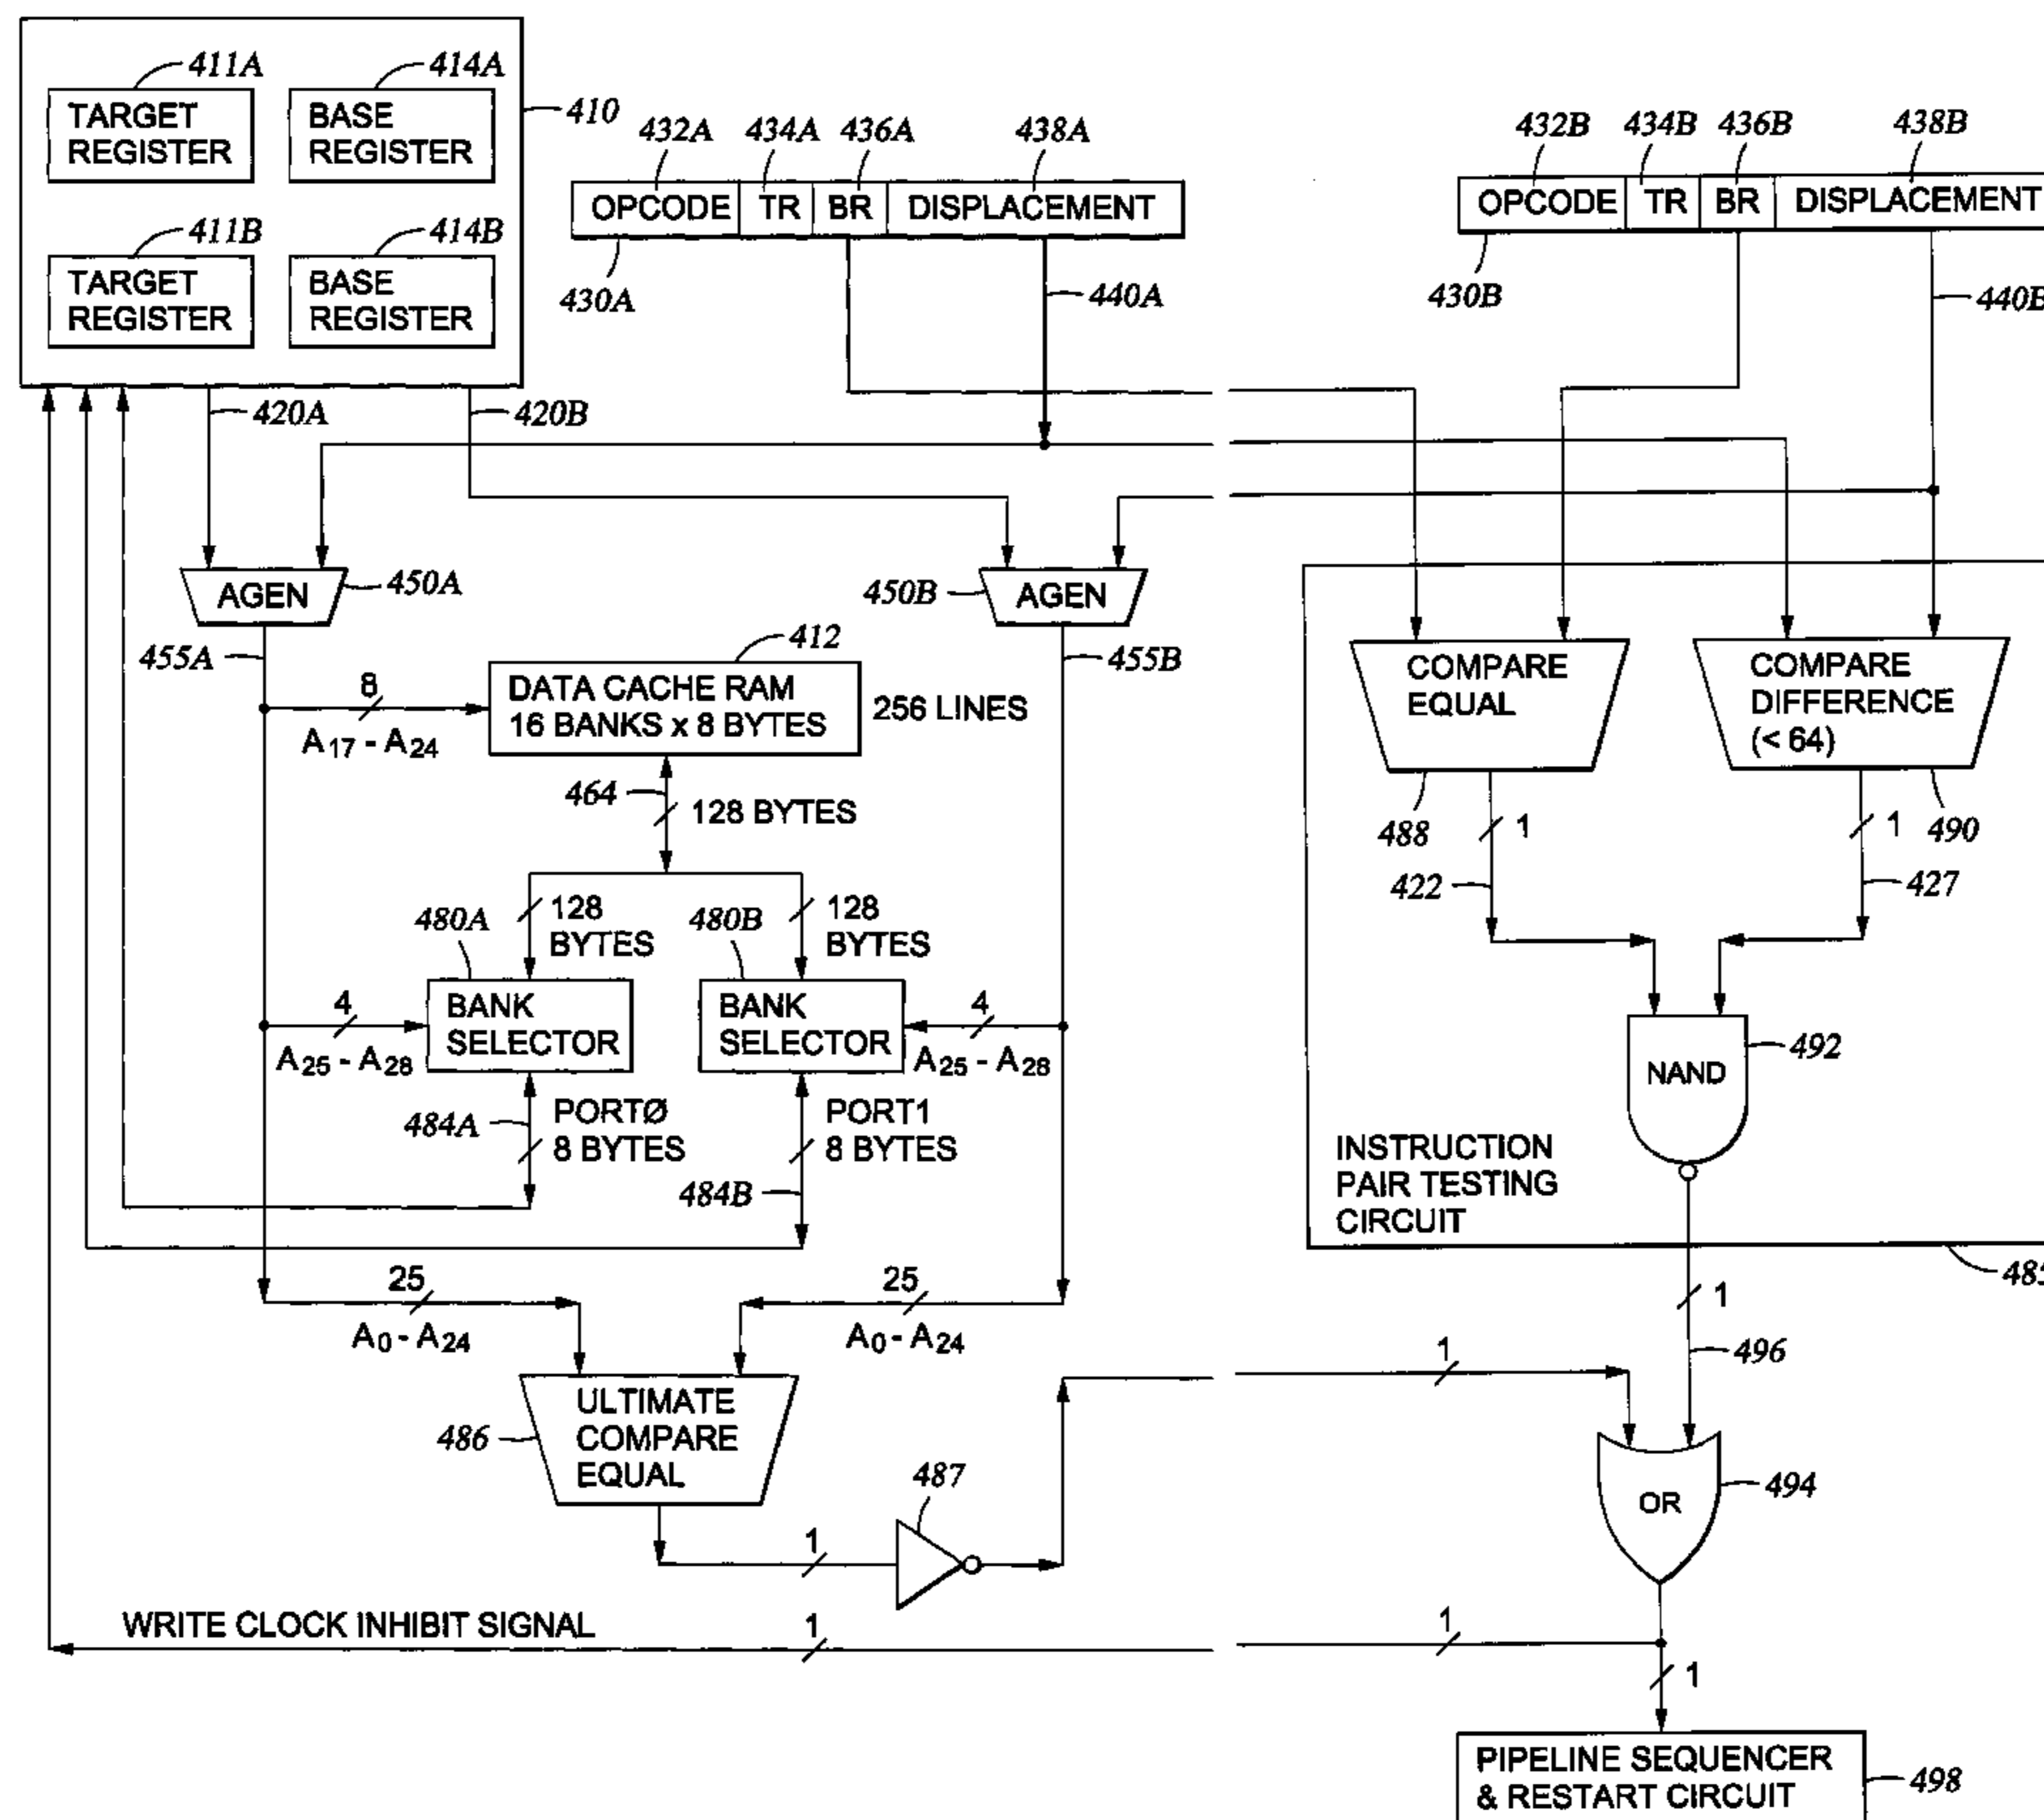 411A
414A
TARGET
REGISTER
BASE
REGISTER
410
411B
414B
TARGET
REGISTER
BASE
REGISTER
432A 434A 436A 438A
OPCODE TR BR DISPLACEMENT
430A
440A
432B 434B 436B 438B
OPCODE TR BR DISPLACEMENT
430B
440B
420A
420B
AGEN
450A
450B
AGEN
455A
455B
412
8
A17 - A24
DATA CACHE RAM
16 BANKS x 8 BYTES
256 LINES
464
128 BYTES
COMPARE
EQUAL
COMPARE
DIFFERENCE
(< 64)
488
1
1
490
422
427
480A
128
BYTES
480B
128
BYTES
4
A25 - A28
BANK
SELECTOR
BANK
SELECTOR
4
A25 - A28
484A
PORTØ
8 BYTES
PORT1
8 BYTES
484B
NAND
492
INSTRUCTION
PAIR TESTING
CIRCUIT
485
25
A0 - A24
25
A0 - A24
1
496
1
ULTIMATE
COMPARE
EQUAL
486
487
1
OR
494
WRITE CLOCK INHIBIT SIGNAL
1
1
1
PIPELINE SEQUENCER
& RESTART CIRCUIT
498